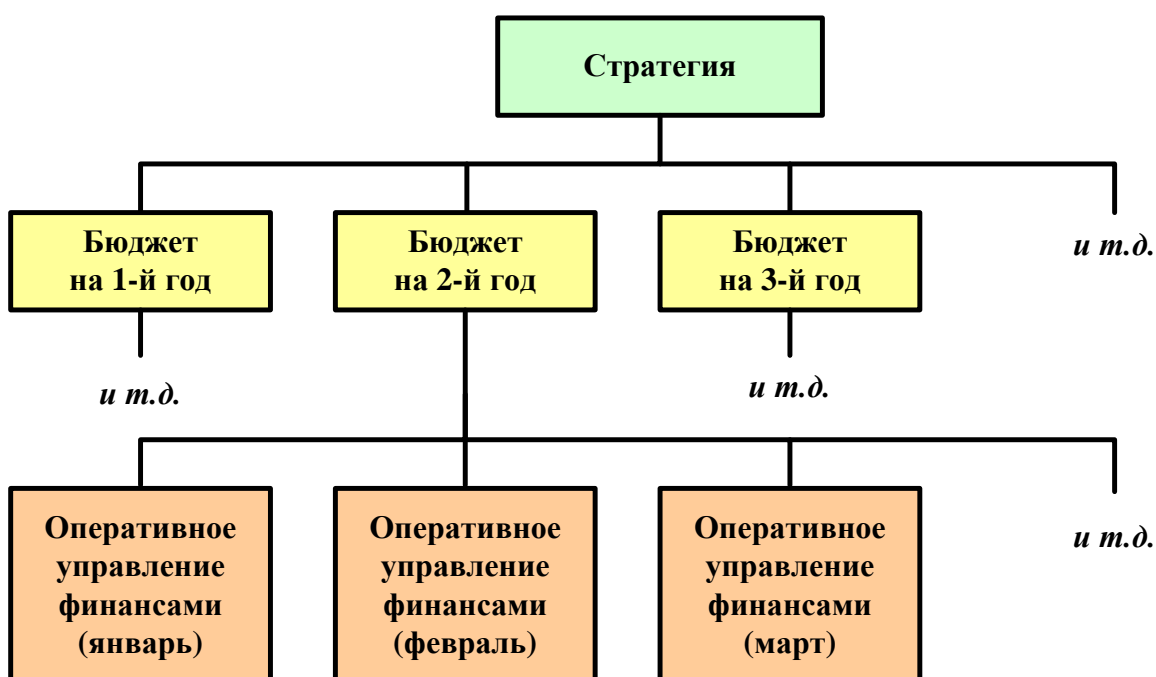 Стратегия
Бюджет
на 1-й год
Бюджет
на 2-й год
Бюджет
на 3-й год
и т.д.
и т.д.
и т.д.
Оперативное
управление
финансами
(январь)
Оперативное
управление
финансами
(февраль)
Оперативное
управление
финансами
(март)
и т.д.